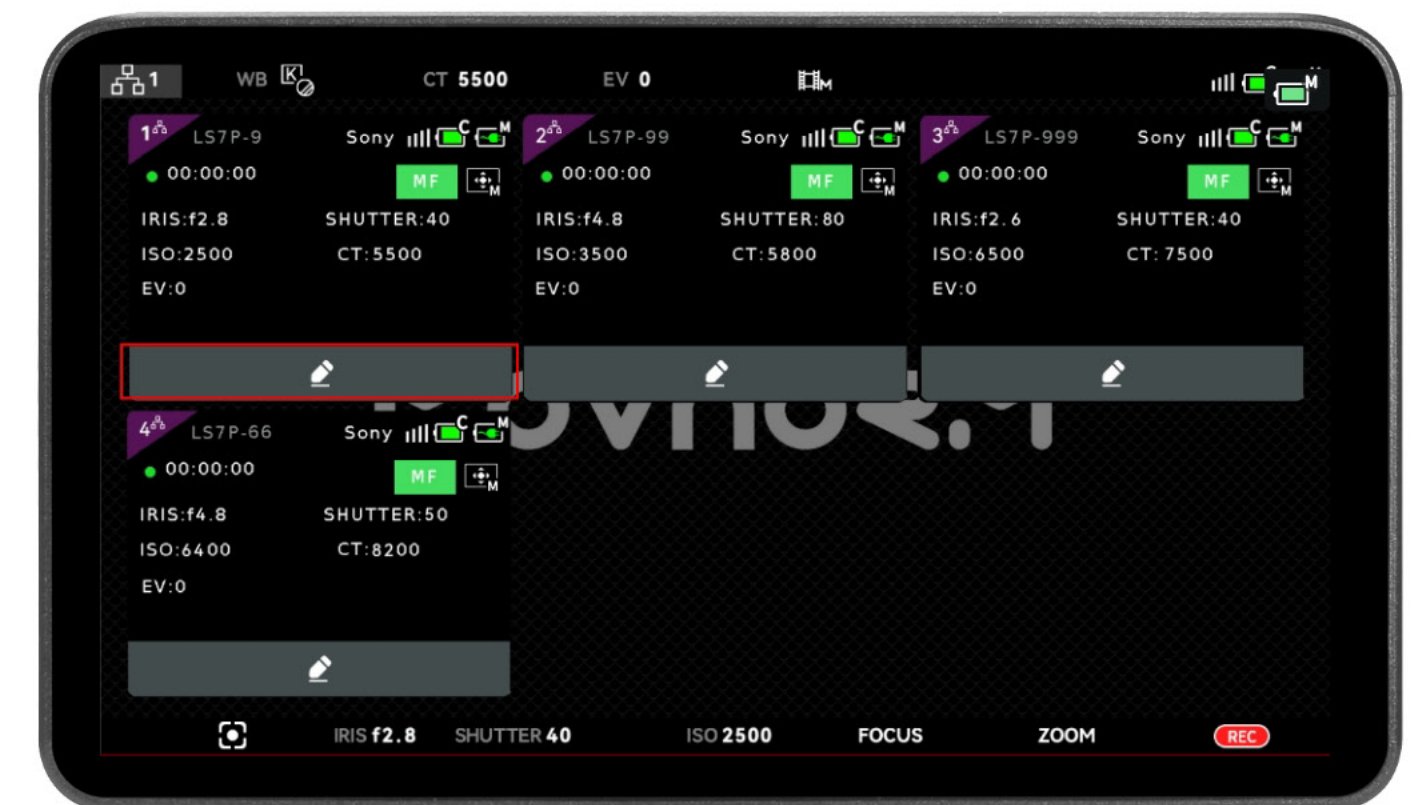 1 WB K CT 5500 EV 0 M M
1 LS7P-9 Sony C M
00:00:00 MF M
IRIS:f2.8 SHUTTER:40
ISO:2500 CT:5500
EV:0
2 LS7P-99 Sony C M
00:00:00 MF M
IRIS:f4.8 SHUTTER:80
ISO:3500 CT:5800
EV:0
3 LS7P-999 Sony C M
00:00:00 MF M
IRIS:f2.6 SHUTTER:40
ISO:6500 CT:7500
EV:0
4 LS7P-66 Sony C M
00:00:00 MF M
IRIS:f4.8 SHUTTER:50
ISO:6400 CT:8200
EV:0
IRIS f2.8 SHUTTER 40 ISO 2500 FOCUS ZOOM REC